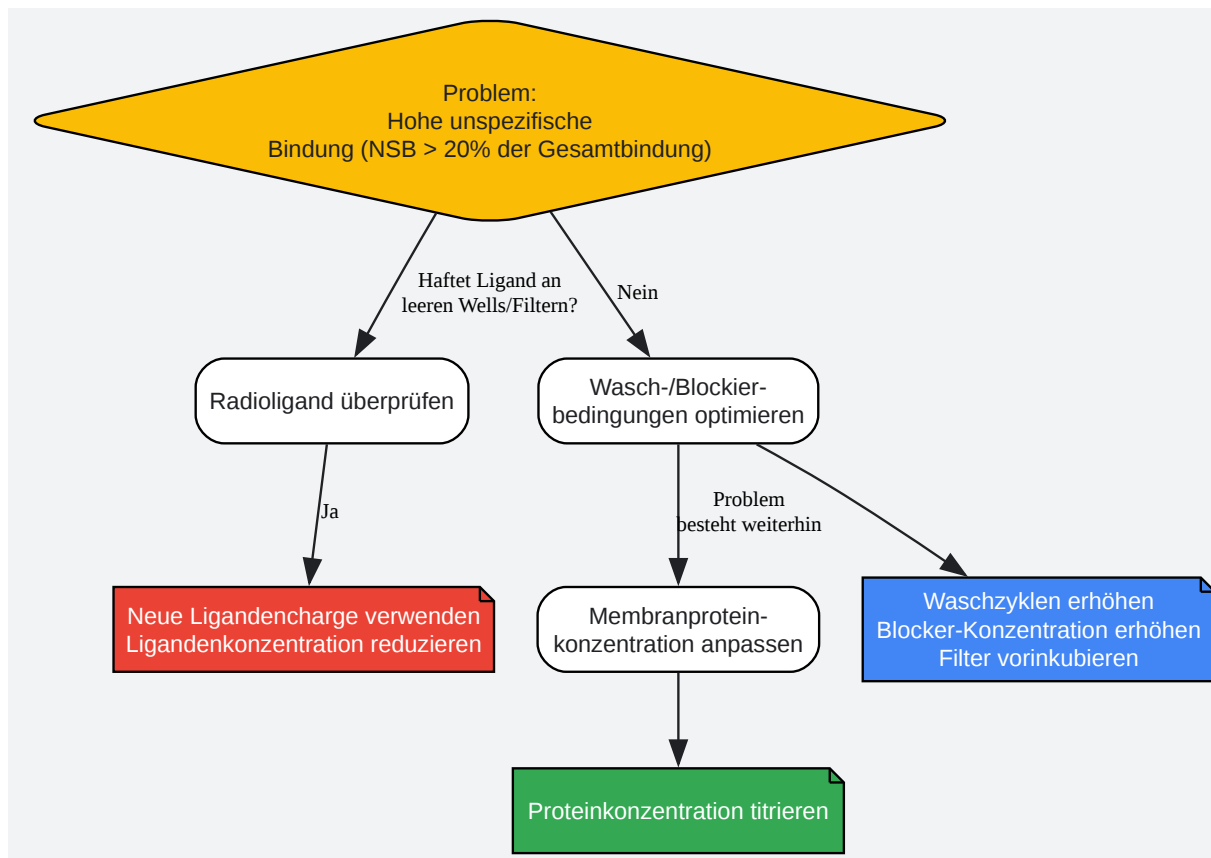 Problem:
Hohe unspezifische
Bindung (NSB > 20% der Gesamtbindung)
Haftet Ligand an
leeren Wells/Filtern?
Nein
Radioligand überprüfen
Wasch-/Blockier-
bedingungen optimieren
Ja
Problem
besteht weiterhin
Neue Ligandencharge verwenden
Ligandenkonzentration reduzieren
Membranprotein-
konzentration anpassen
Waschzyklen erhöhen
Blocker-Konzentration erhöhen
Filter vorinkubieren
Proteinkonzentration titrieren